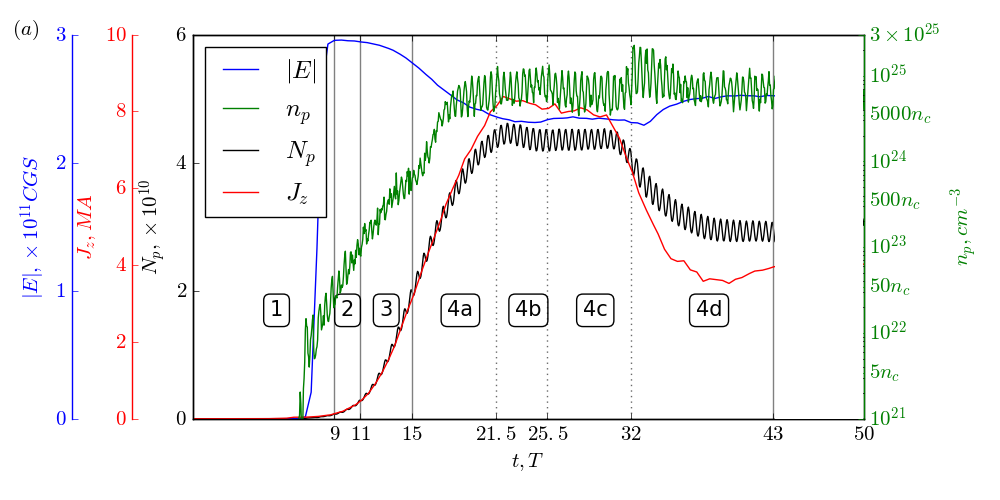 (a)
3
10
6
3 × 10^25
|E|
n_p
N_p
J_z
10^25
8
5000n_c
2
4
10^24
6
500n_c
|E|, ×10^11 CGS
J_z, MA
N_p, ×10^10
n_p, cm^−3
10^23
4
1
2
50n_c
1
2
3
4a
4b
4c
4d
10^22
2
5n_c
0
0
0
10^21
9
11
15
21.5
25.5
32
43
50
t, T